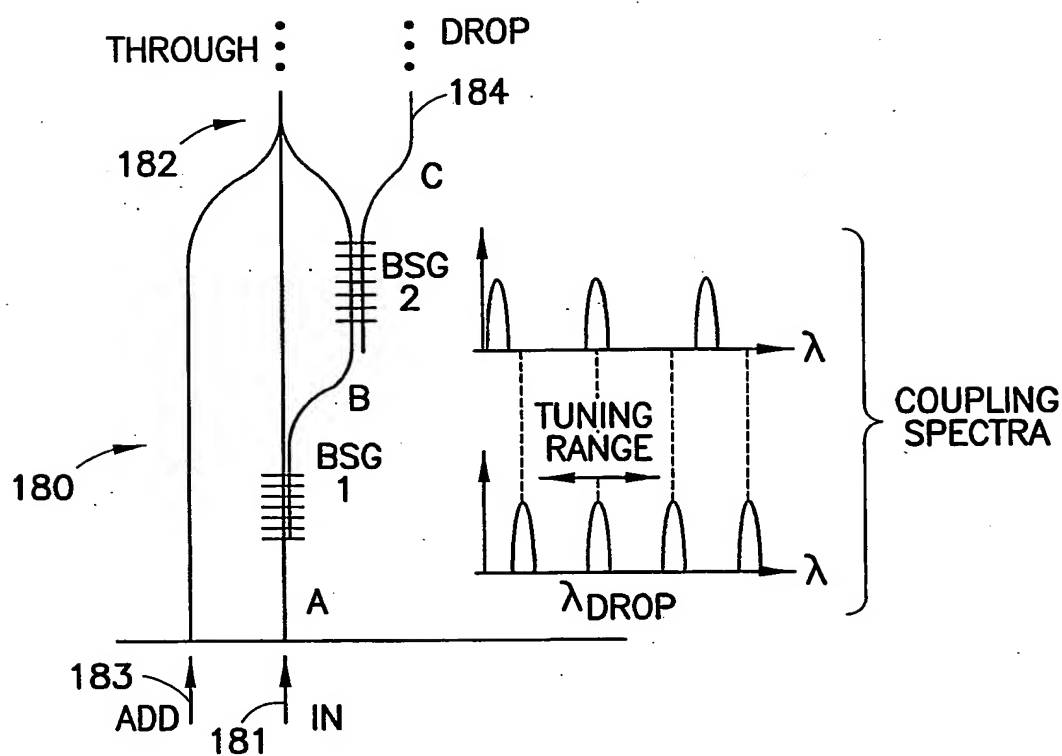 THROUGH
DROP
184
182
C
BSG
2
λ
B
TUNING
RANGE
COUPLING
SPECTRA
BSG
1
180
λ
λDROP
A
183
ADD
181
IN